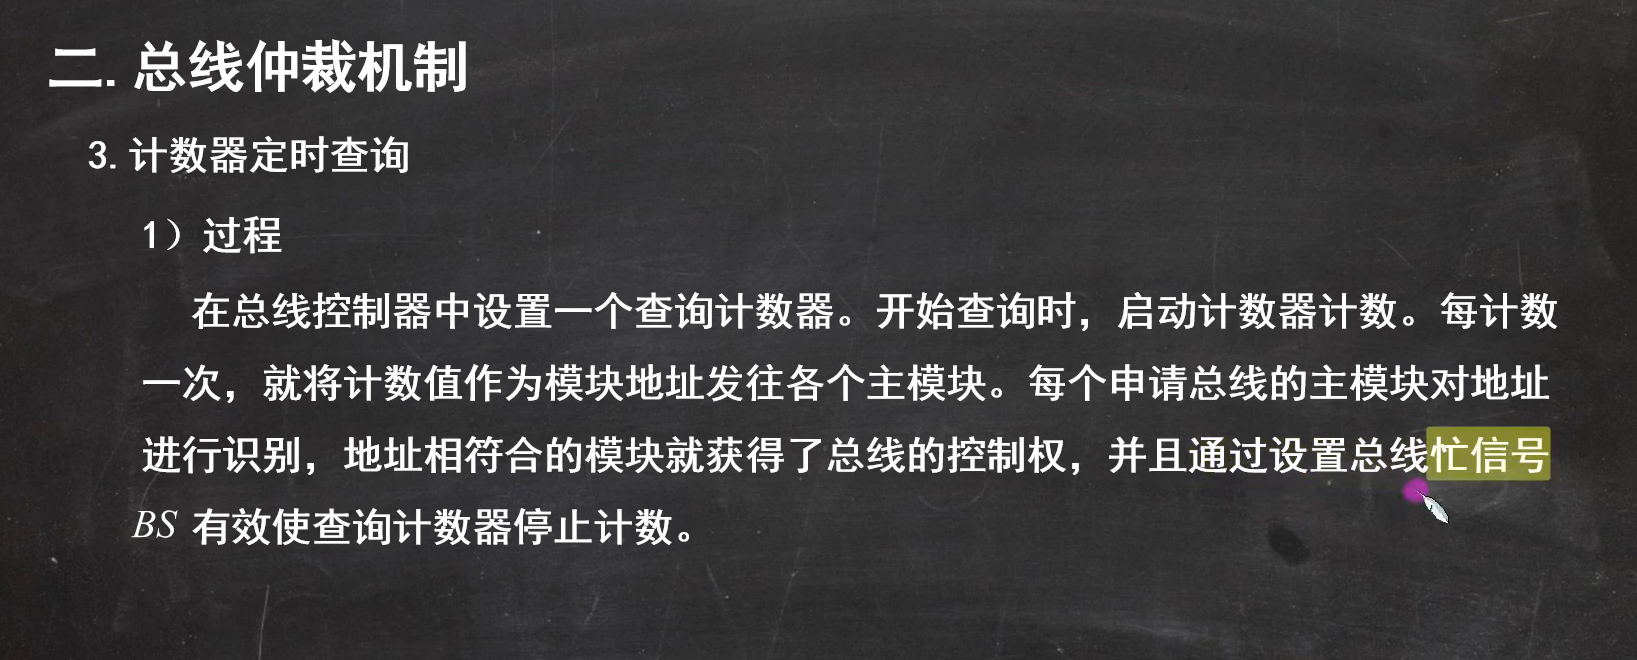 二. 总线仲裁机制
3. 计数器定时查询
1）过程
在总线控制器中设置一个查询计数器。开始查询时，启动计数器计数。每计数
一次，就将计数值作为模块地址发往各个主模块。每个申请总线的主模块对地址
进行识别，地址相符合的模块就获得了总线的控制权，并且通过设置总线忙信号
BS 有效使查询计数器停止计数。